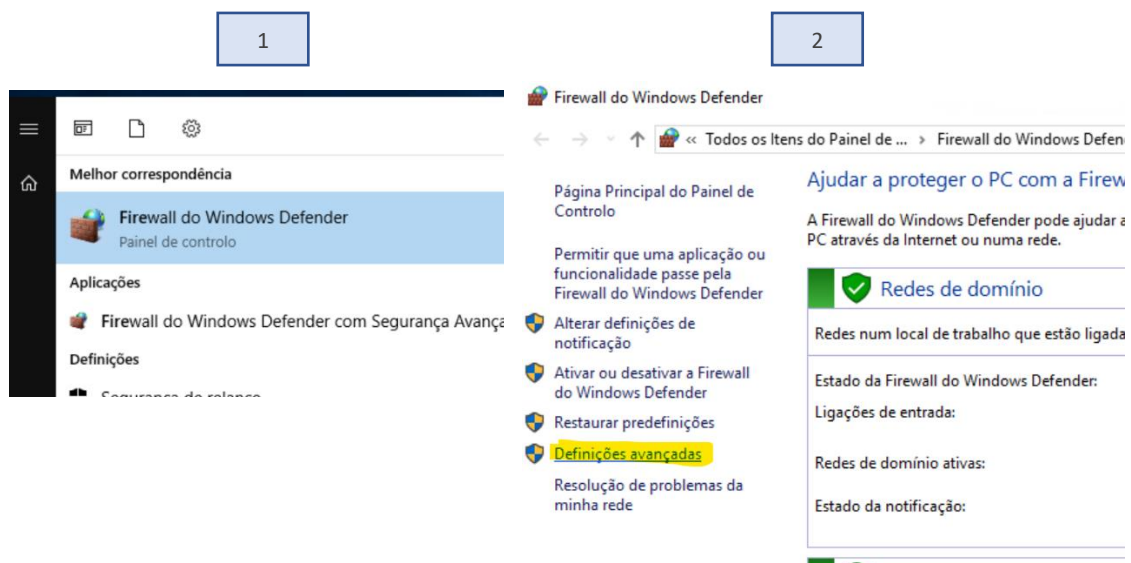 1
2
Melhor correspondência
Firewall do Windows Defender
Painel de controlo
Aplicações
Firewall do Windows Defender com Segurança Avança
Definições
Segurança do relance
Firewall do Windows Defender
« Todos os Itens do Painel de ... › Firewall do Windows Defen
Página Principal do Painel de
Controlo
Permitir que uma aplicação ou
funcionalidade passe pela
Firewall do Windows Defender
Alterar definições de
notificação
Ativar ou desativar a Firewall
do Windows Defender
Restaurar predefinições
Definições avançadas
Resolução de problemas da
minha rede
Ajudar a proteger o PC com a Firew
A Firewall do Windows Defender pode ajudar a
PC através da Internet ou numa rede.
Redes de domínio
Redes num local de trabalho que estão ligada
Estado da Firewall do Windows Defender:
Ligações de entrada:
Redes de domínio ativas:
Estado da notificação: